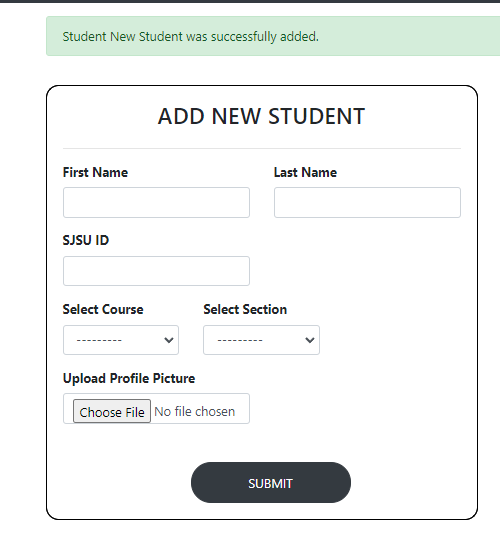 Student New Student was successfully added.
ADD NEW STUDENT
First Name Last Name
SJSU ID
Select Course Select Section
--------- ---------
Upload Profile Picture
Choose File No file chosen
SUBMIT